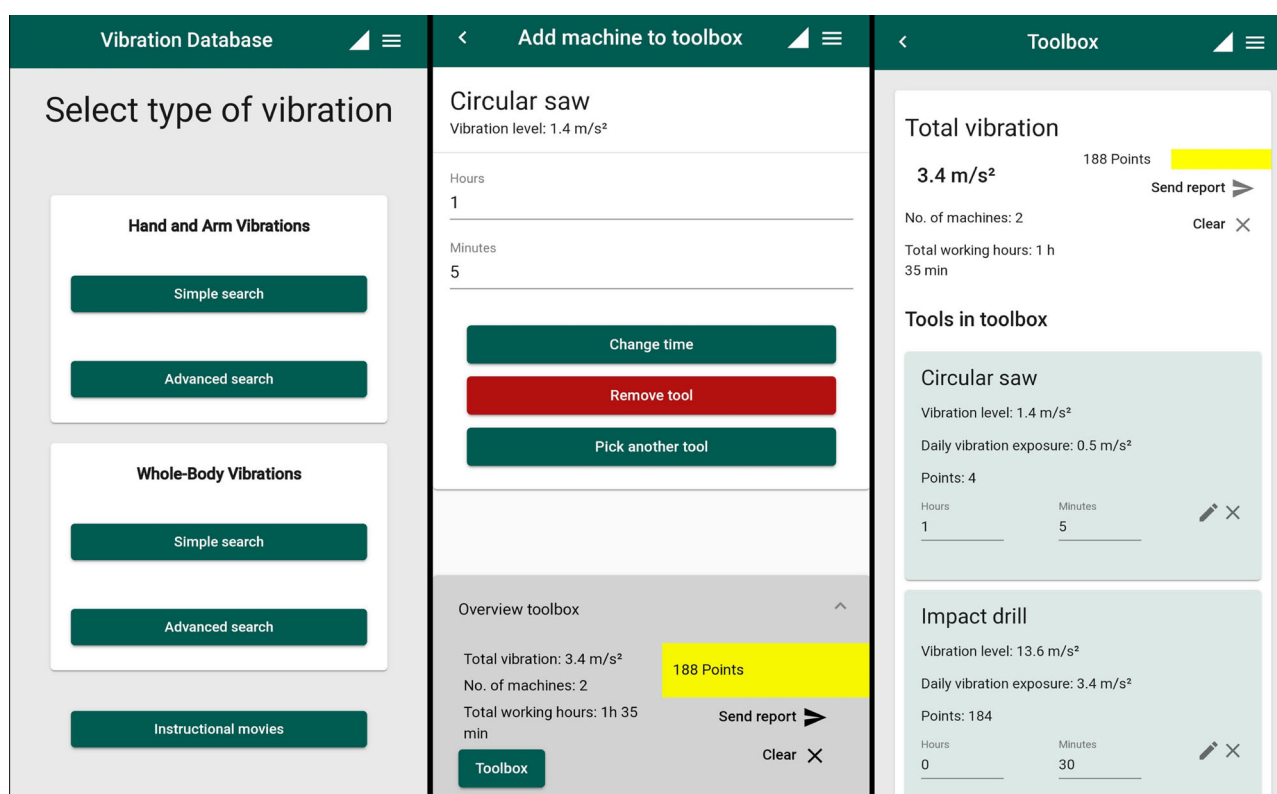 Vibration Database
Select type of vibration
Hand and Arm Vibrations
Simple search
Advanced search
Whole-Body Vibrations
Simple search
Advanced search
Instructional movies
Add machine to toolbox
Circular saw
Vibration level: 1.4 m/s²
Hours
1
Minutes
5
Change time
Remove tool
Pick another tool
Overview toolbox
Total vibration: 3.4 m/s²
188 Points
No. of machines: 2
Total working hours: 1h 35
min
Send report
Clear
Toolbox
Toolbox
Total vibration
188 Points
3.4 m/s²
Send report
No. of machines: 2
Clear
Total working hours: 1 h
35 min
Tools in toolbox
Circular saw
Vibration level: 1.4 m/s²
Daily vibration exposure: 0.5 m/s²
Points: 4
Hours Minutes
1 5
Impact drill
Vibration level: 13.6 m/s²
Daily vibration exposure: 3.4 m/s²
Points: 184
Hours Minutes
0 30